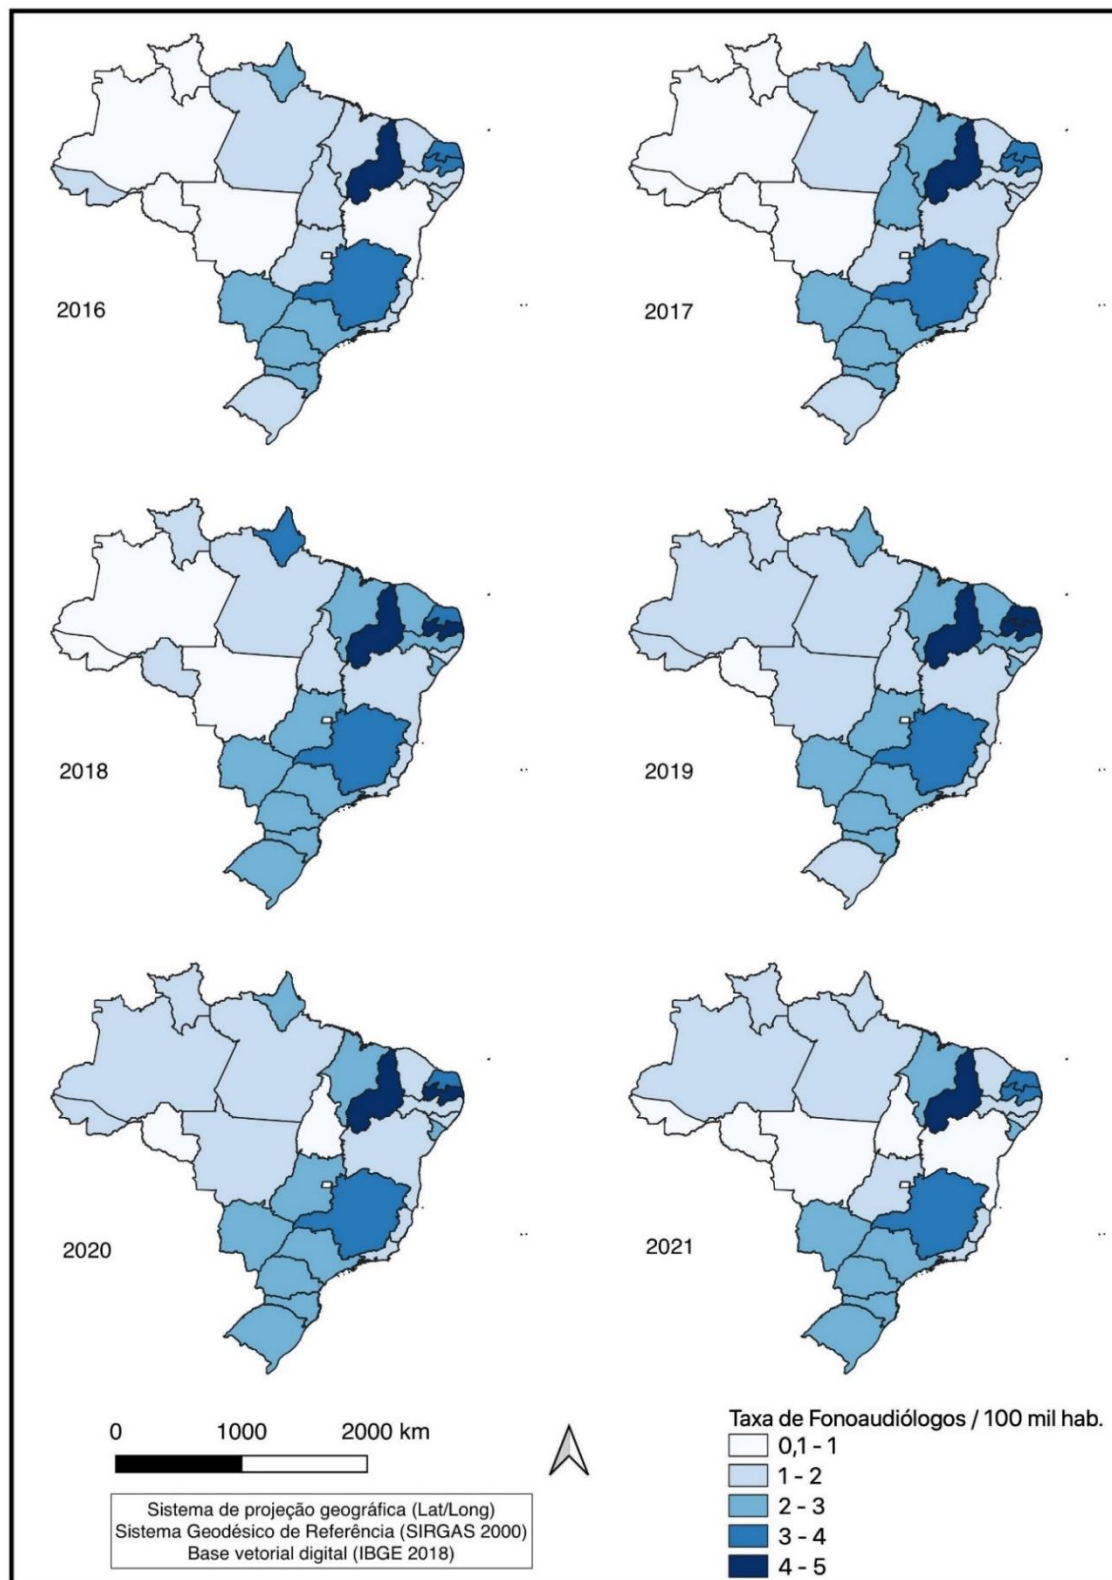 2016
2017
2018
2019
2020
2021
0 1000 2000 km
Sistema de projeção geográfica (Lat/Long)
Sistema Geodésico de Referência (SIRGAS 2000)
Base vetorial digital (IBGE 2018)
Taxa de Fonoaudiólogos / 100 mil hab.
0,1 - 1
1 - 2
2 - 3
3 - 4
4 - 5